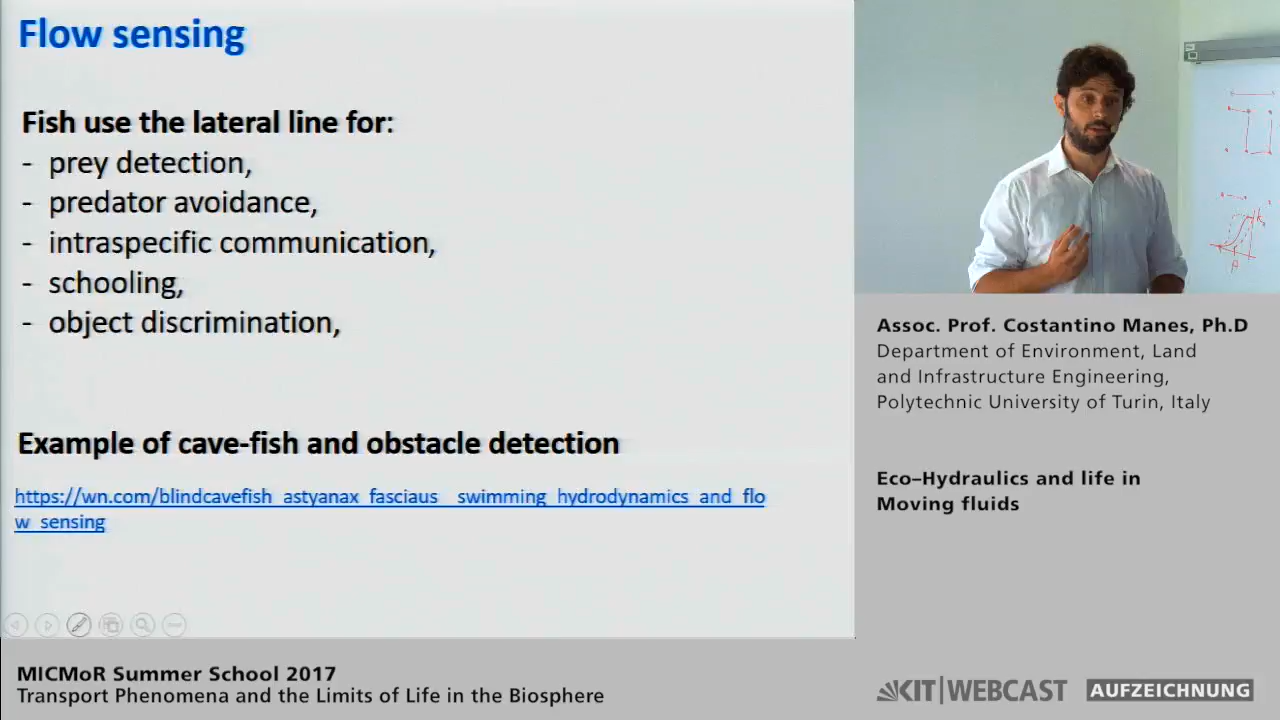 Flow sensing
Fish use the lateral line for:
- prey detection,
- predator avoidance,
- intraspecific communication,
- schooling,
- object discrimination,
Example of cave-fish and obstacle detection
https://wn.com/blindcavefish_astyanax_fasciaus__swimming_hydrodynamics_and_flo
w_sensing
Assoc. Prof. Costantino Manes, Ph.D
Department of Environment, Land
and Infrastructure Engineering,
Polytechnic University of Turin, Italy
Eco–Hydraulics and life in
Moving fluids
MICMoR Summer School 2017
Transport Phenomena and the Limits of Life in the Biosphere
KIT|WEBCAST AUFZEICHNUNG